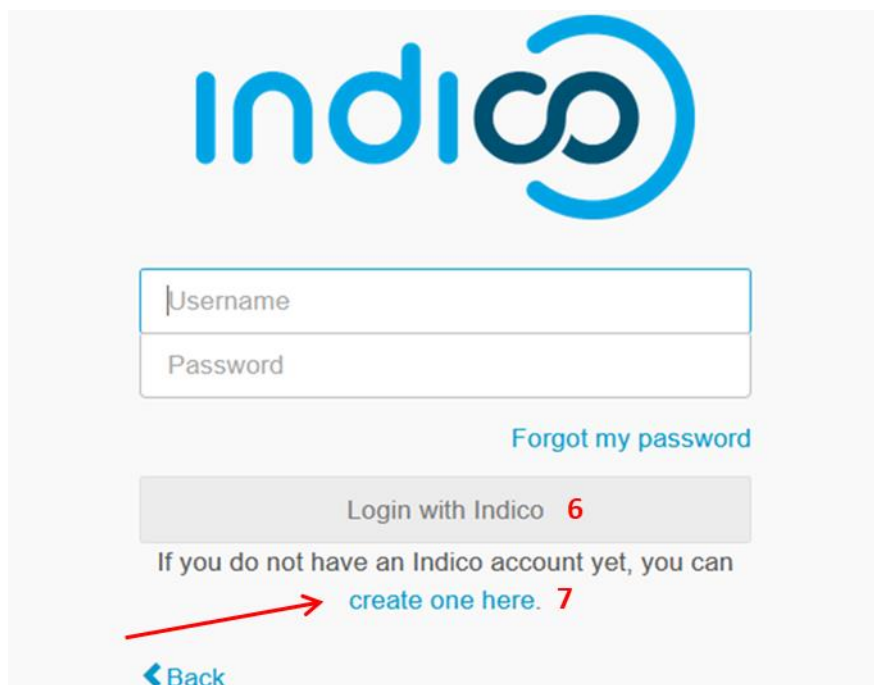 indico
Username
Password
Forgot my password
Login with Indico 6
If you do not have an Indico account yet, you can
create one here. 7
Back